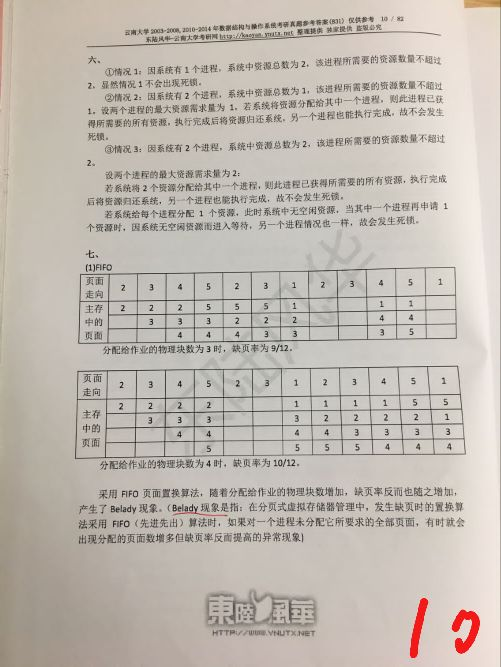 云南大学 2003-2008, 2010-2014 年数据结构与操作系统考研真题参考答案(831) 仅供参考 10 / 82
东陆风华-云南大学考研网 http://kaoyan.ynutx.net 整理提供 独家提供 盗版必究
六、
①情况 1：因系统有 1 个进程，系统中资源总数为 2，该进程所需要的资源数量不超过
2，显然情况 1 不会出现死锁。
②情况 2：因系统有 2 个进程，系统中资源总数为 1，该进程所需要的资源数量不超过
1。设两个进程的最大资源需求量为 1，若系统将资源分配给其中一个进程，则此进程已获
得所需要的所有资源，执行完成后将资源归还系统，另一个进程也能执行完成，故不会发生
死锁。
③情况 3：因系统有 2 个进程，系统中资源总数为 2，该进程所需要的资源数量不超过
2。
设两个进程的最大资源需求量为 2：
若系统将 2 个资源分配给其中一个进程，则此进程已获得所需要的所有资源，执行完成
后将资源归还系统，另一个进程也能执行完成，故不会发生死锁。
若系统给每个进程分配 1 个资源，此时系统中无空闲资源，当其中一个进程再申请 1
个资源时，因系统无空闲资源而进入等待，另一个进程情况也一样，故会发生死锁。
七、
(1)FIFO
页面走向 2 3 4 5 2 3 1 2 3 4 5 1
主存 2 2 2 5 5 5 1 1 1
中的 3 3 3 2 2 2 4 4
页面 4 4 4 3 3 3 5
分配给作业的物理块数为 3 时，缺页率为 9/12。
页面走向 2 3 4 5 2 3 1 2 3 4 5 1
主存中的页面 2 2 2 2 1 1 1 1 5 5
3 3 3 3 2 2 2 2 1
4 4 4 4 3 3 3 3
5 5 5 5 4 4 4
分配给作业的物理块数为 4 时，缺页率为 10/12。
采用 FIFO 页面置换算法，随着分配给作业的物理块数增加，缺页率反而也随之增加，
产生了 Belady 现象。（Belady 现象是指：在分页式虚拟存储器管理中，发生缺页时的置换算
法采用 FIFO（先进先出）算法时，如果对一个进程未分配它所要求的全部页面，有时就会
出现分配的页面数增多但缺页率反而提高的异常现象)
東陸風華
HTTP://WWW.YNUTX.NET
东陆风华
10